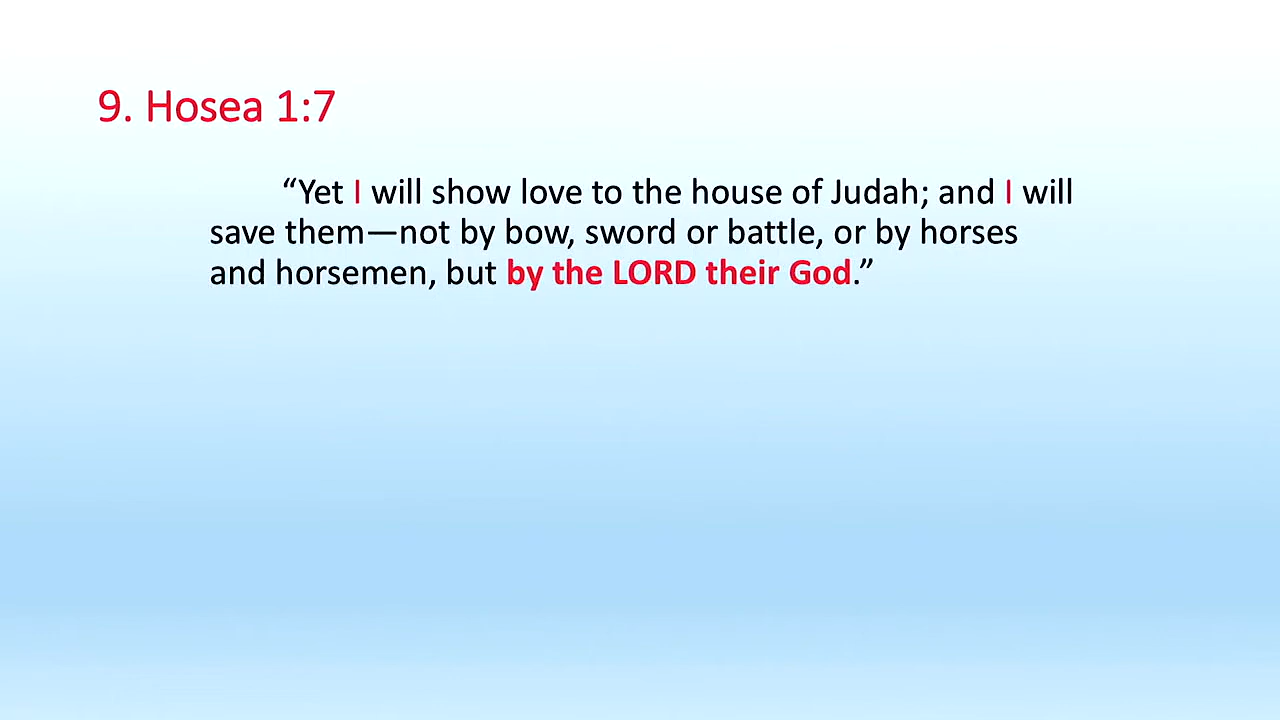 9. Hosea 1:7
“Yet I will show love to the house of Judah; and I will
save them—not by bow, sword or battle, or by horses
and horsemen, but by the LORD their God.”